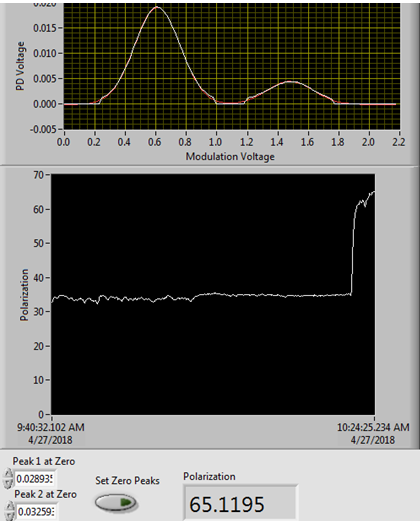 0.020
0.015
0.010
0.005
0.000
-0.005
PD Voltage
0.0 0.2 0.4 0.6 0.8 1.0 1.2 1.4 1.6 1.8 2.0 2.2
Modulation Voltage
70
60
50
40
30
20
10
0
Polarization
9:40:32.102 AM 10:24:25.234 AM
4/27/2018 4/27/2018
Peak 1 at Zero
0.02893
Peak 2 at Zero
0.03259
Set Zero Peaks
Polarization
65.1195